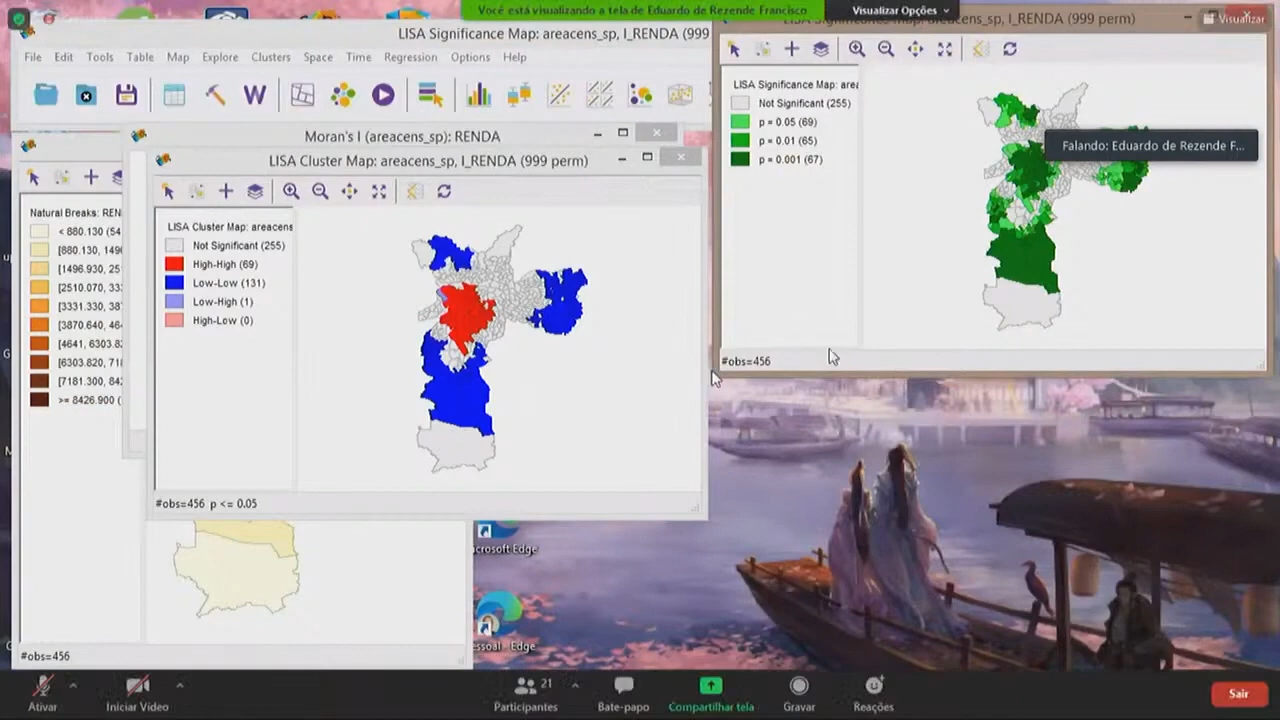 Você está visualizando a tela de Eduardo de Rezende Francisco
Visualizar Opções
Visualizar
LISA Significance Map: areacens_sp, I_RENDA (999
File Edit Tools Table Map Explore Clusters Space Time Regression Options Help
W
Moran's I (areacens_sp): RENDA
LISA Cluster Map: areacens_sp, I_RENDA (999 perm)
LISA Cluster Map: areacens
Not Significant (255)
High-High (69)
Low-Low (131)
Low-High (1)
High-Low (0)
#obs=456 p <= 0.05
Natural Breaks: REN
< 880.130 (54
[880.130, 149
[1496.930, 25
[2510.070, 33
[3331.330, 38
[3870.640, 46
[4641, 6303.8
[6303.820, 71
[7181.300, 84
>= 8426.900 (
#obs=456
map: areacens_sp, I_RENDA (999 perm)
LISA Significance Map: area
Not Significant (255)
p = 0.05 (69)
p = 0.01 (65)
p = 0.001 (67)
#obs=456
Falando: Eduardo de Rezende F...
icrosoft Edge
essoal - Edge
Ativar
Iniciar Vídeo
21
Participantes
Bate-papo
Compartilhar tela
Gravar
Reações
Sair